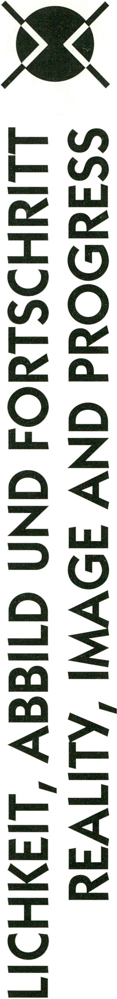 LICHKEIT, ABBILD UND FORTSCHRITT
REALITY, IMAGE AND PROGRESS